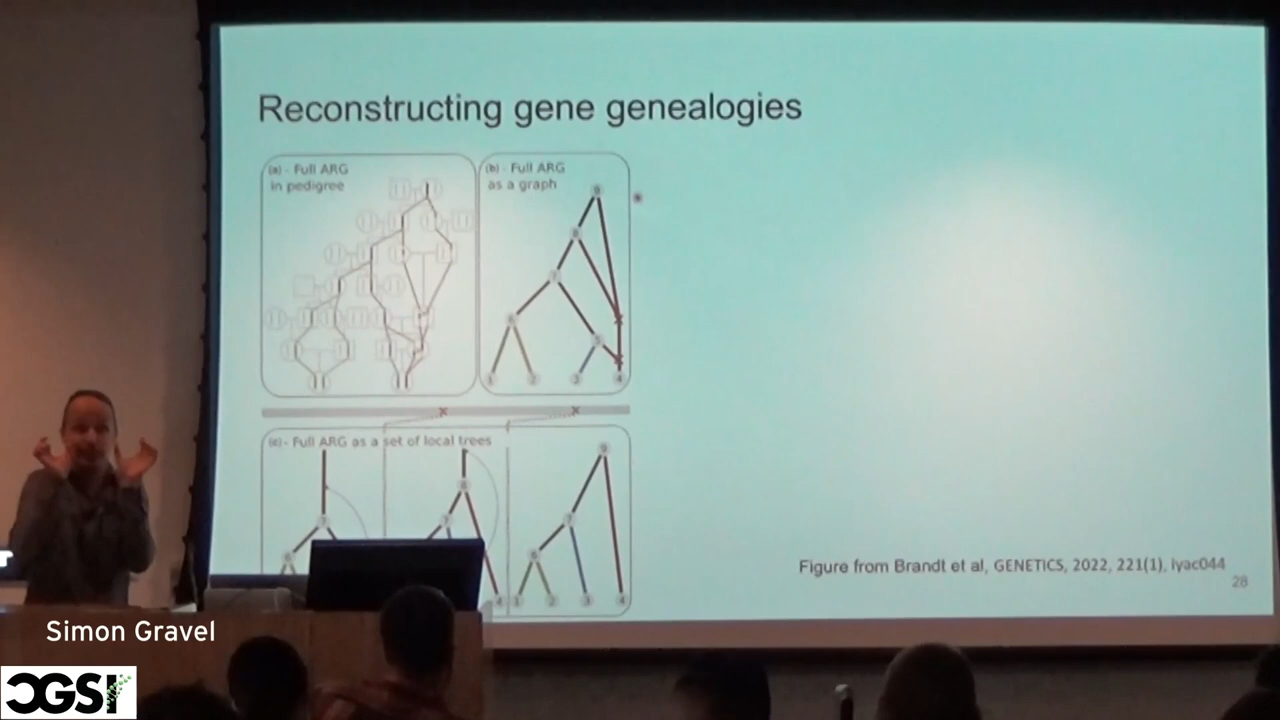 Reconstructing gene genealogies
(a) - Full ARG
in pedigree
(b) - Full ARG
as a graph
(c) - Full ARG as a set of local trees
Figure from Brandt et al, GENETICS, 2022, 221(1), iyac044
28
Simon Gravel
CGSI